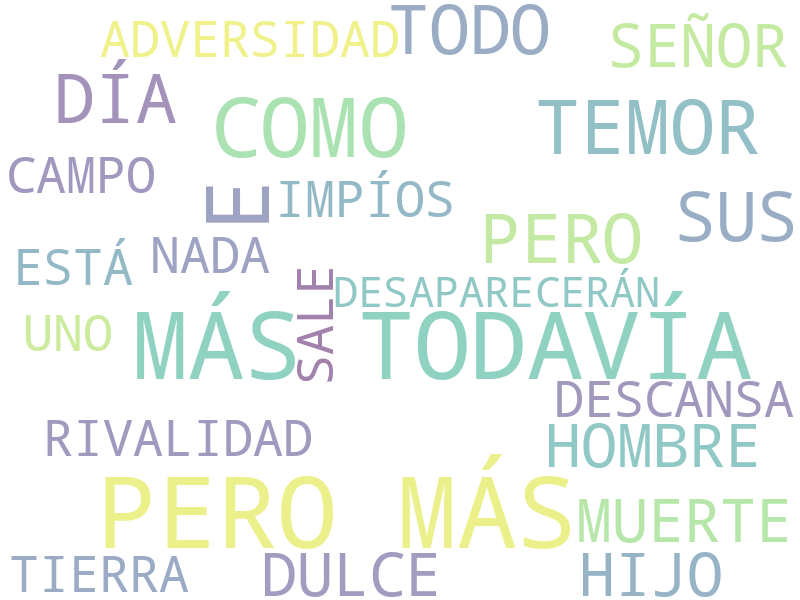 ADVERSIDAD
TODO
SEÑOR
DÍA
COMO
TEMOR
CAMPO
E
IMPÍOS
SUS
PERO
ESTÁ
NADA
SALE
DESAPARECERÁN
UNO
MÁS TODAVÍA
DESCANSA
RIVALIDAD
HOMBRE
PERO MÁS
MUERTE
TIERRA
DULCE
HIJO